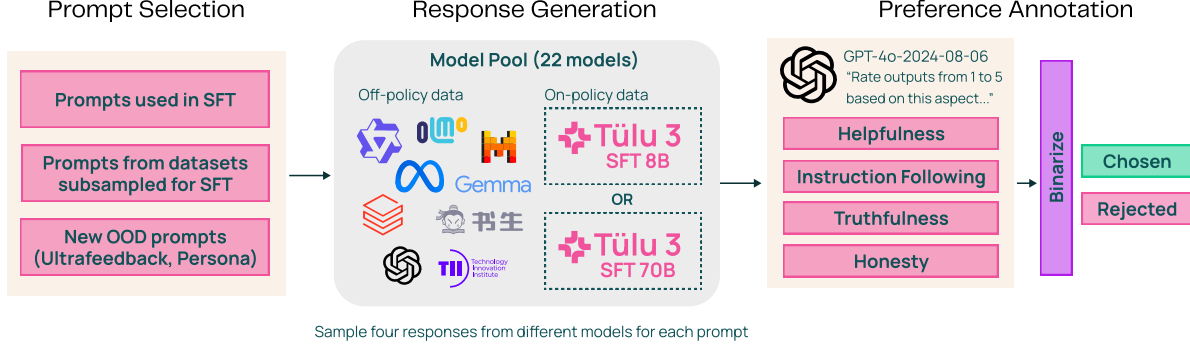 Prompt Selection
Response Generation
Preference Annotation
Prompts used in SFT
Prompts from datasets
subsampled for SFT
New OOD prompts
(Ultrafeedback, Persona)
Model Pool (22 models)
Off-policy data
On-policy data
OLMo
Gemma
书生
TII
Technology
Innovation
Institute
Tülu 3
SFT 8B
OR
Tülu 3
SFT 70B
Sample four responses from different models for each prompt
GPT-4o-2024-08-06
“Rate outputs from 1 to 5
based on this aspect...”
Helpfulness
Instruction Following
Truthfulness
Honesty
Binarize
Chosen
Rejected